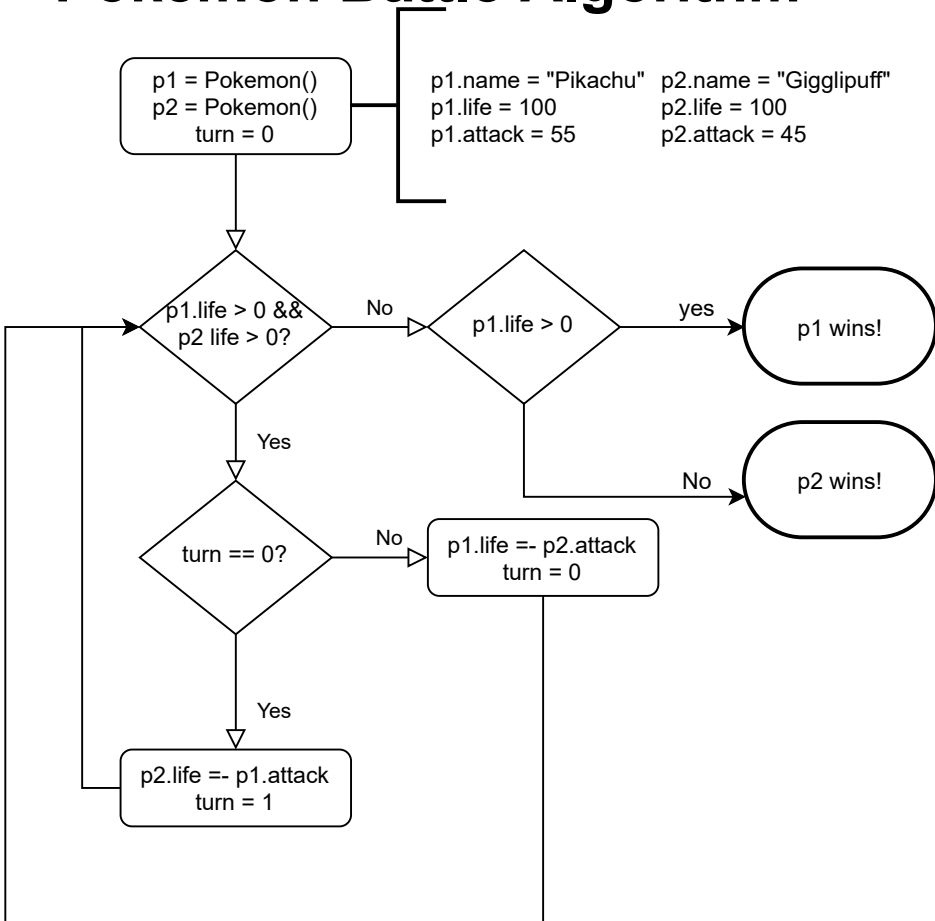 Pokemon Battle Algorithm
p1 = Pokemon()
p2 = Pokemon()
turn = 0
p1.name = "Pikachu"
p1.life = 100
p1.attack = 55
p2.name = "Gigglipuff"
p2.life = 100
p2.attack = 45
p1.life > 0 &&
p2 life > 0?
No
p1.life > 0
yes
p1 wins!
Yes
No
p2 wins!
turn == 0?
No
p1.life =- p2.attack
turn = 0
Yes
p2.life =- p1.attack
turn = 1